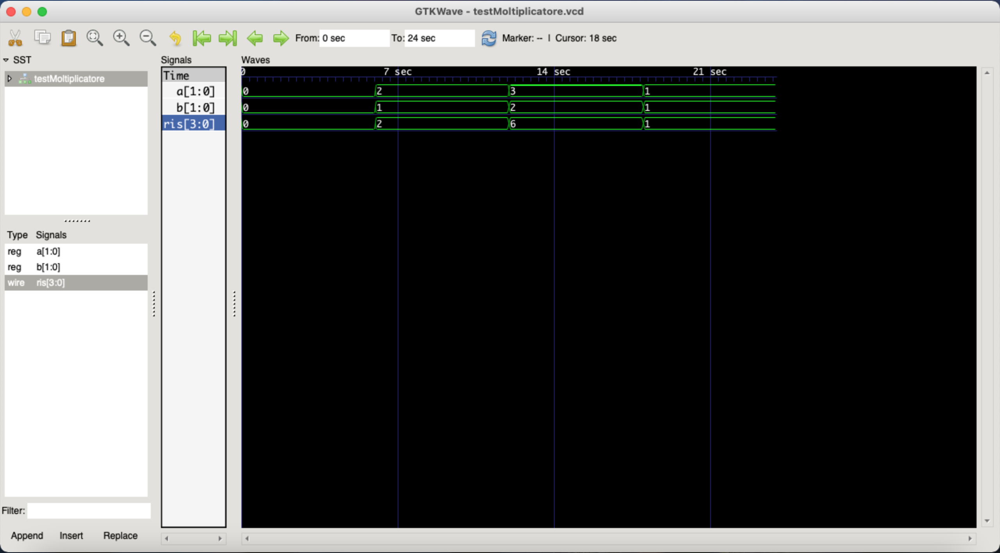 GTKWave - testMoltiplicatore.vcd
From: 0 sec To: 24 sec Marker: -- | Cursor: 18 sec
SST
testMoltiplicatore
Type Signals
reg a[1:0]
reg b[1:0]
wire ris[3:0]
Filter:
Append Insert Replace
Signals
Time
a[1:0]
b[1:0]
ris[3:0]
Waves
0 7 sec 14 sec 21 sec
0 2 3 1
0 1 2 1
0 2 6 1